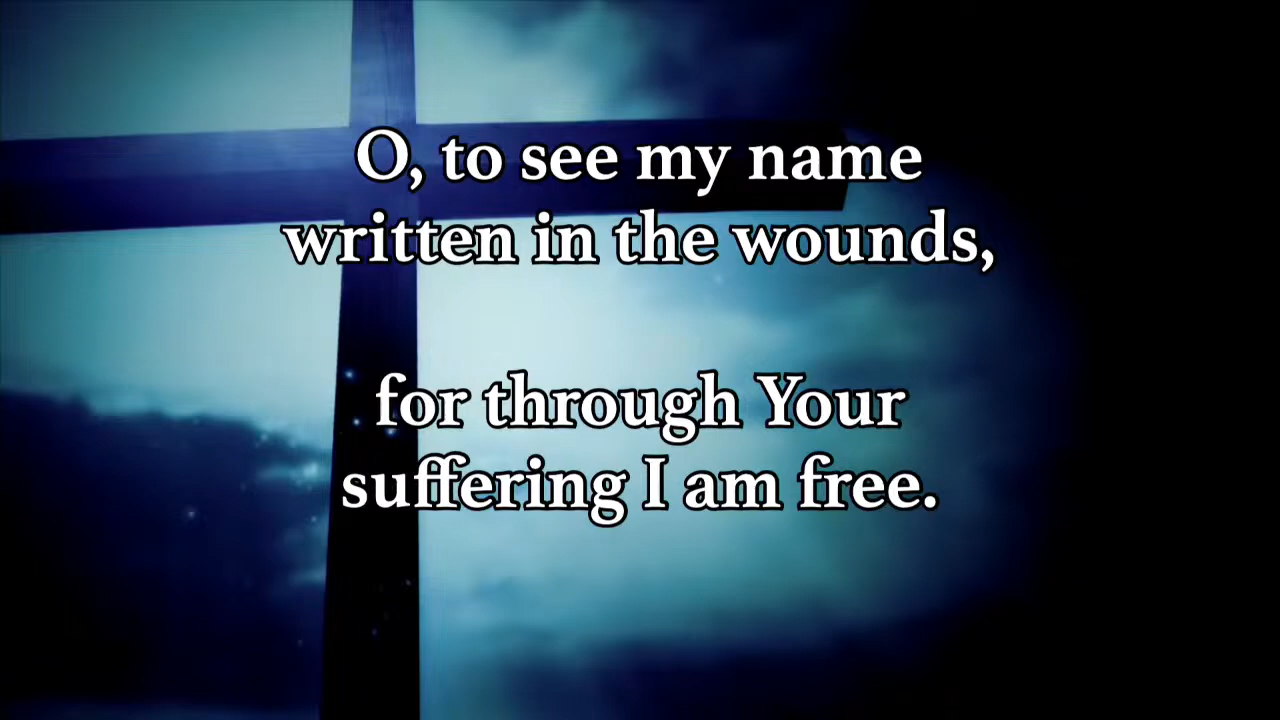 O, to see my name
written in the wounds,
for through Your
suffering I am free.